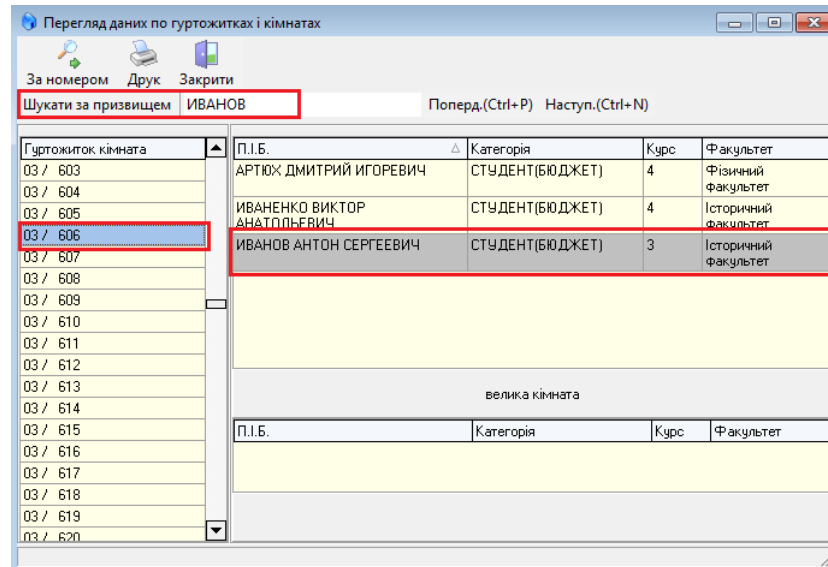 Перегляд даних по гуртожитках і кімнатах
За номером Друк Закрити
Шукати за призвищем ИВАНОВ Поперд.(Ctrl+P) Наступ.(Ctrl+N)
Гуртожиток кімната
03 / 603
03 / 604
03 / 605
03 / 606
03 / 607
03 / 608
03 / 609
03 / 610
03 / 611
03 / 612
03 / 613
03 / 614
03 / 615
03 / 616
03 / 617
03 / 618
03 / 619
03 / 620
П.І.Б. Категорія Курс Факультет
АРТЮХ ДМИТРИЙ ИГОРЕВИЧ СТУДЕНТ(БЮДЖЕТ) 4 Фізичний
факультет
ИВАНЕНКО ВИКТОР СТУДЕНТ(БЮДЖЕТ) 4 Історичний
АНАТОЛЬЕВИЧ факультет
ИВАНОВ АНТОН СЕРГЕЕВИЧ СТУДЕНТ(БЮДЖЕТ) 3 Історичний
факультет
велика кімната
П.І.Б. Категорія Курс Факультет